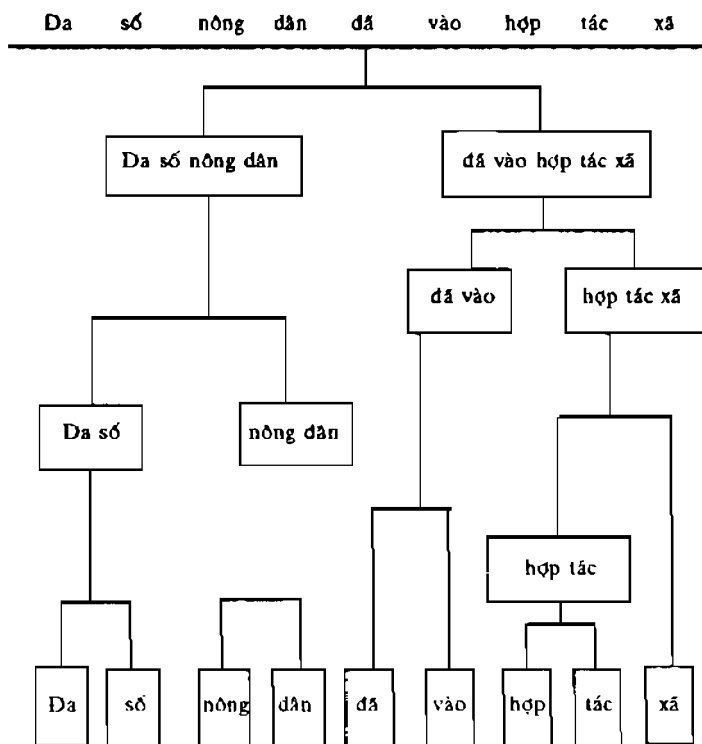 Đa số nông dân đã vào hợp tác xã
Đa số nông dân
đã vào hợp tác xã
đã vào
hợp tác xã
Đa số
nông dân
hợp tác
Đa
số
nông
dân
đã
vào
hợp
tác
xã